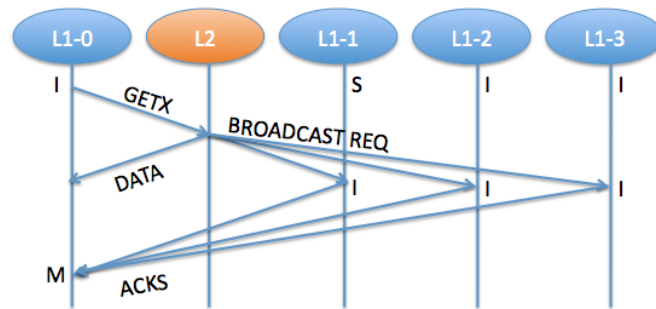 L1-0 L2 L1-1 L1-2 L1-3
I S I I
GETX
BROADCAST REQ
DATA
I I I
M
ACKS